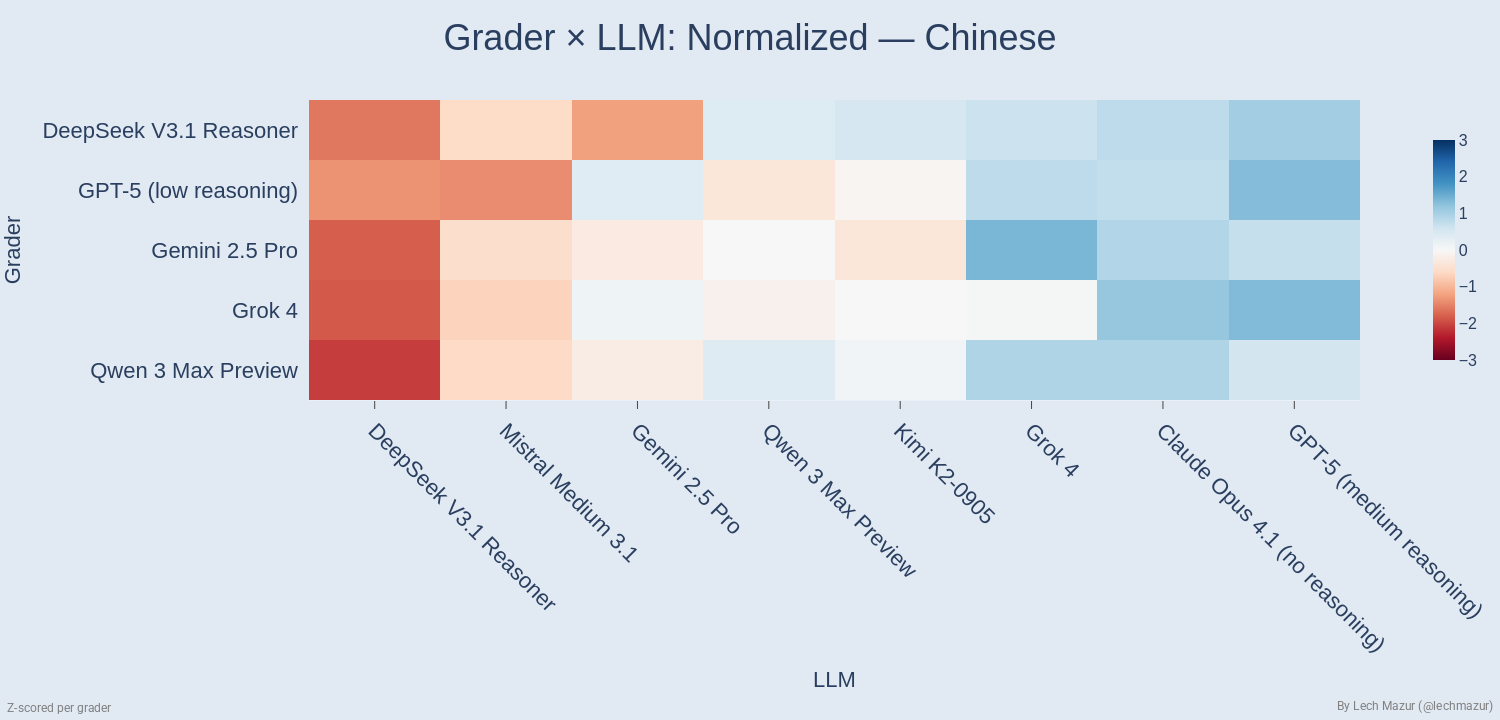 Grader × LLM: Normalized — Chinese
Grader
DeepSeek V3.1 Reasoner
GPT-5 (low reasoning)
Gemini 2.5 Pro
Grok 4
Qwen 3 Max Preview
3
2
1
0
−1
−2
−3
DeepSeek V3.1 Reasoner
Mistral Medium 3.1
Gemini 2.5 Pro
Qwen 3 Max Preview
Kimi K2-0905
Grok 4
Claude Opus 4.1 (no reasoning)
GPT-5 (medium reasoning)
LLM
Z-scored per grader
By Lech Mazur (@lechmazur)